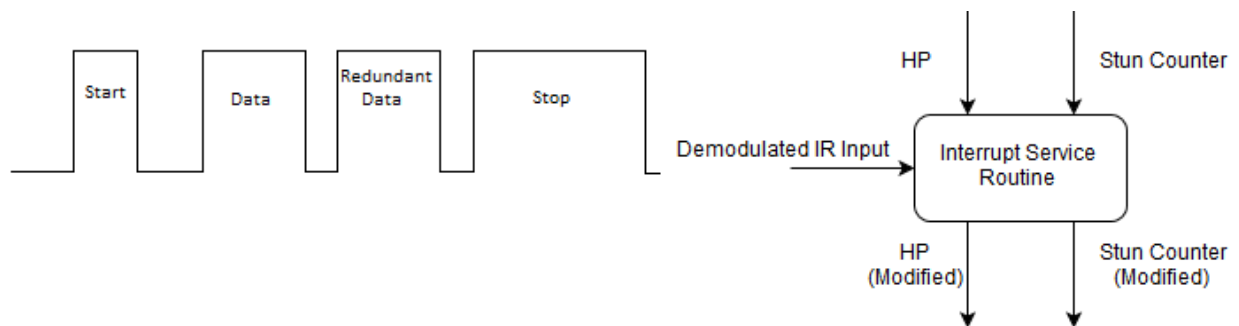 Start
Data
Redundant
Data
Stop
HP
Stun Counter
Demodulated IR Input
Interrupt Service
Routine
HP
(Modified)
Stun Counter
(Modified)